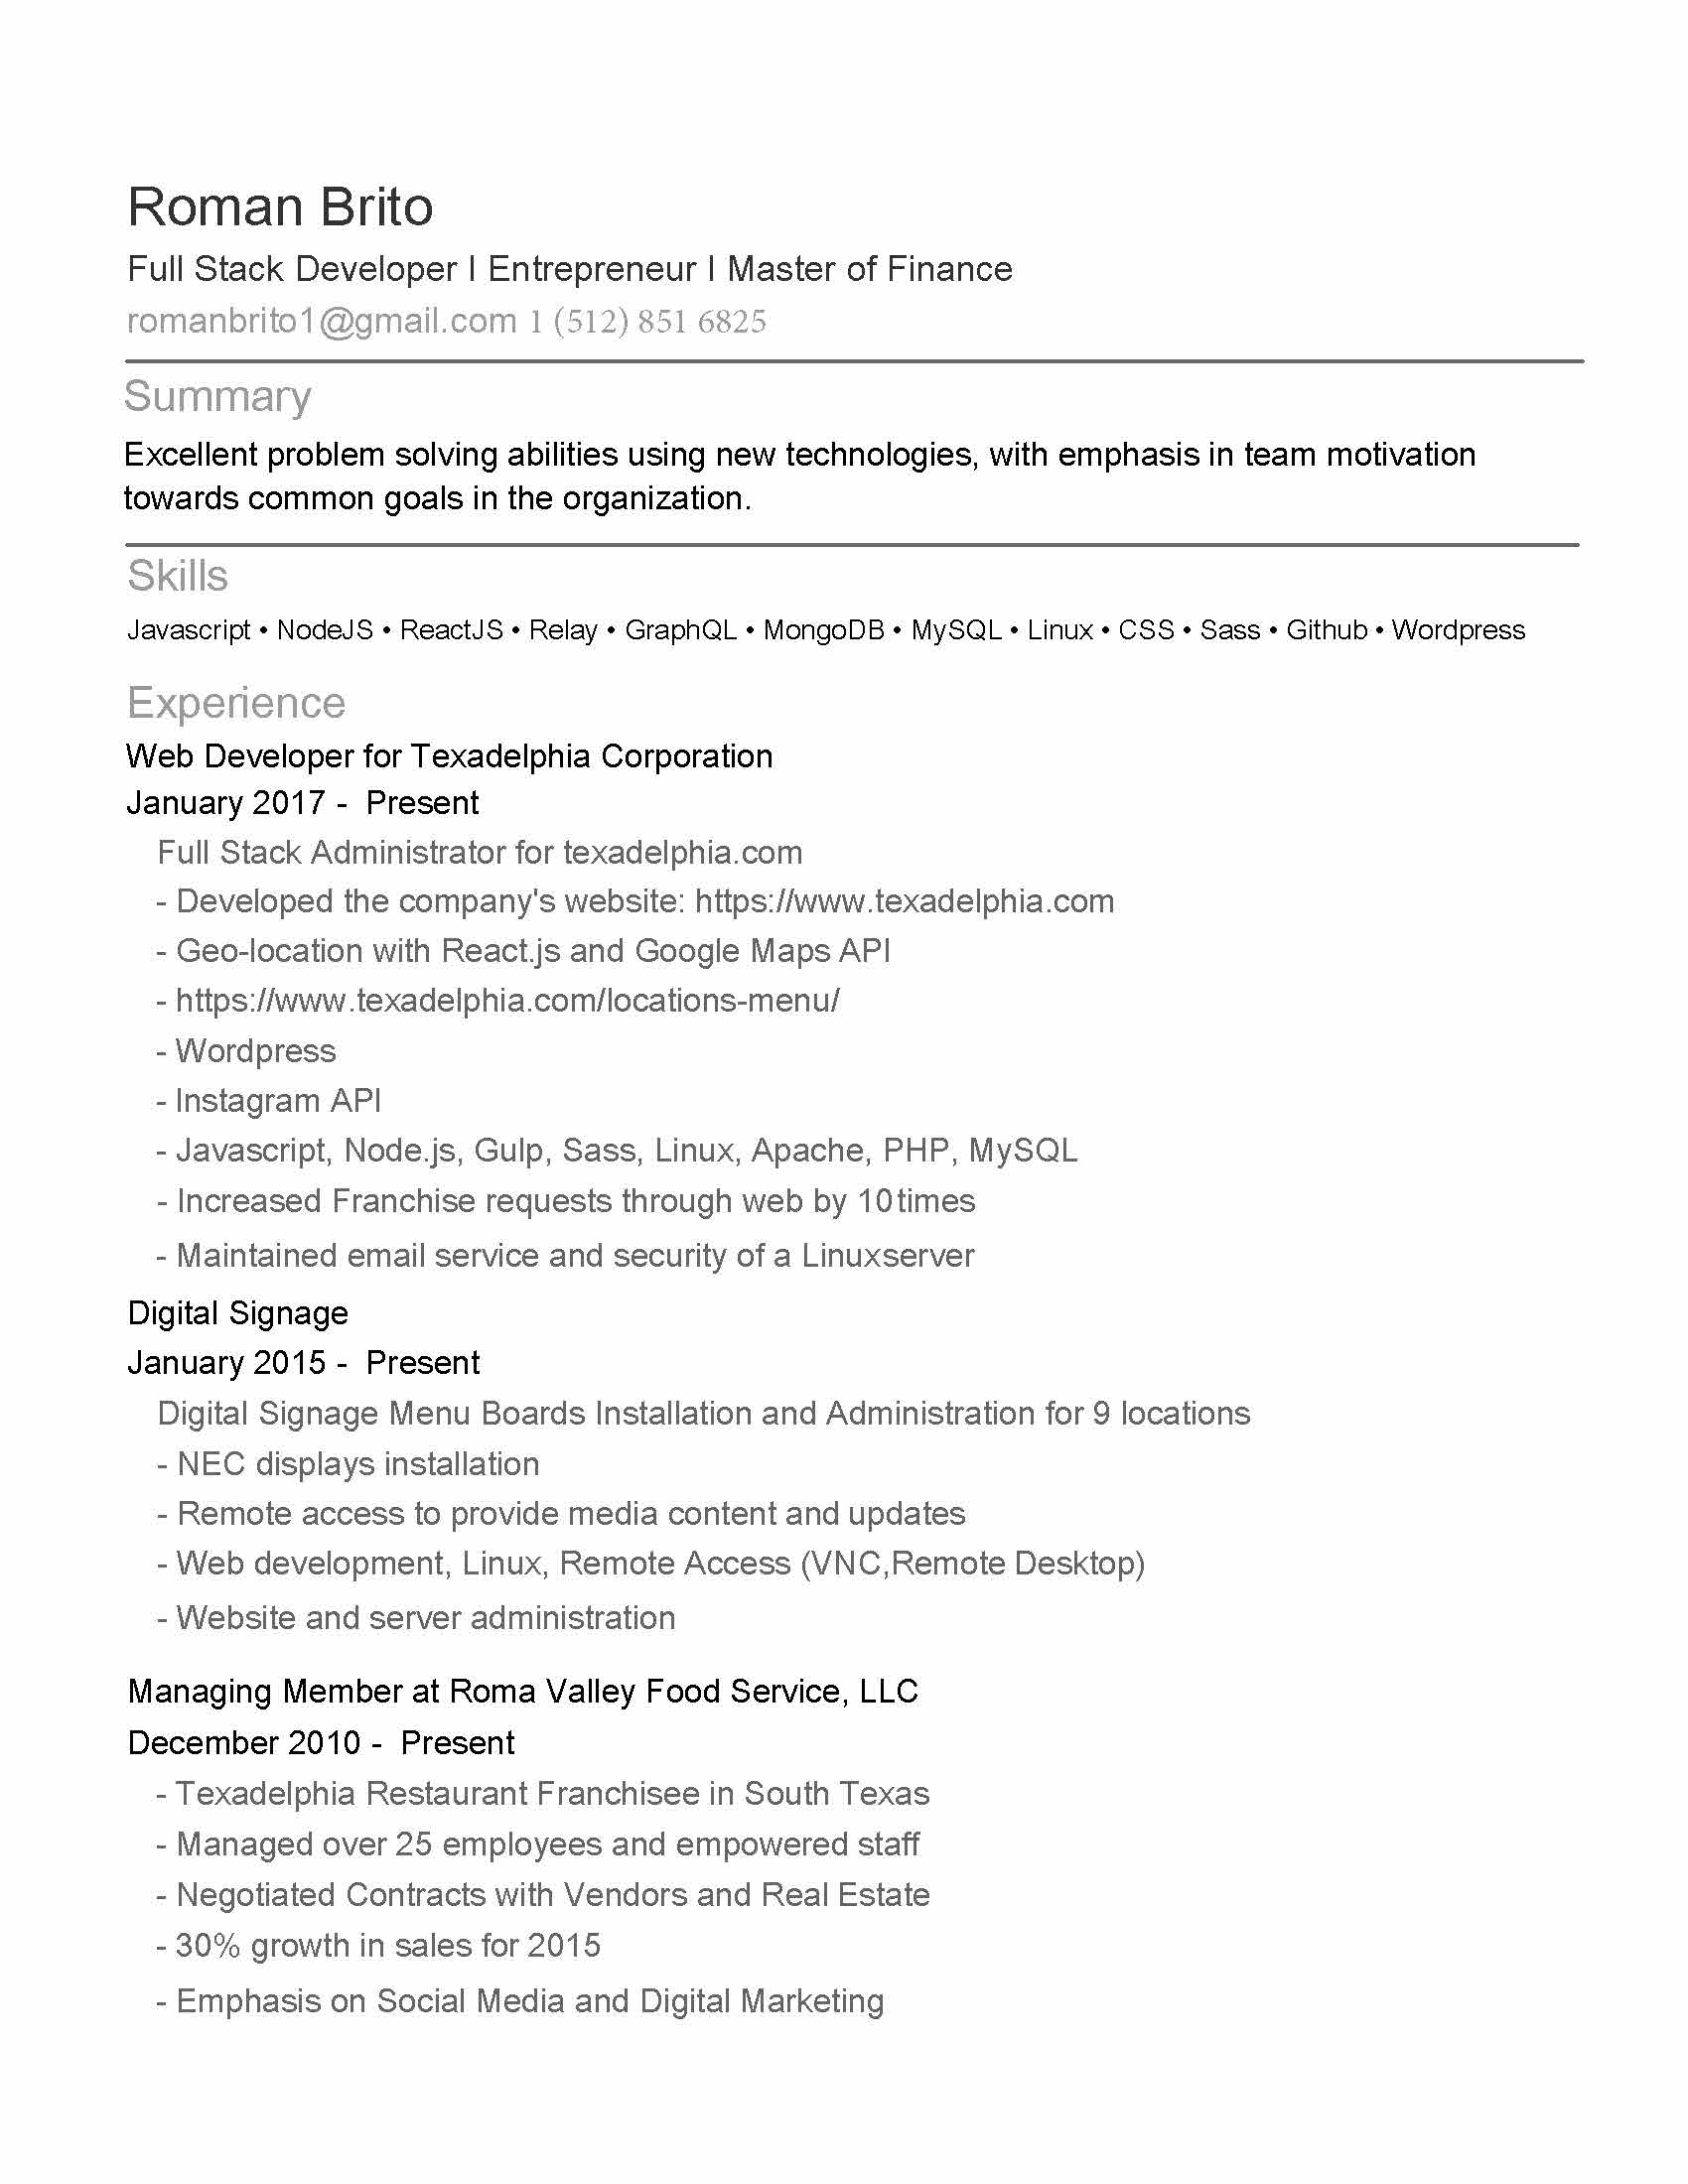 Roman Brito
Full Stack Developer | Entrepreneur | Master of Finance
romanbrito1@gmail.com 1 (512) 851 6825
Summary
Excellent problem solving abilities using new technologies, with emphasis in team motivation
towards common goals in the organization.
Skills
Javascript • NodeJS • ReactJS • Relay • GraphQL • MongoDB • MySQL • Linux • CSS • Sass • Github • Wordpress
Experience
Web Developer for Texadelphia Corporation
January 2017 - Present
Full Stack Administrator for texadelphia.com
- Developed the company's website: https://www.texadelphia.com
- Geo-location with React.js and Google Maps API
- https://www.texadelphia.com/locations-menu/
- Wordpress
- Instagram API
- Javascript, Node.js, Gulp, Sass, Linux, Apache, PHP, MySQL
- Increased Franchise requests through web by 10times
- Maintained email service and security of a Linuxserver
Digital Signage
January 2015 - Present
Digital Signage Menu Boards Installation and Administration for 9 locations
- NEC displays installation
- Remote access to provide media content and updates
- Web development, Linux, Remote Access (VNC,Remote Desktop)
- Website and server administration
Managing Member at Roma Valley Food Service, LLC
December 2010 - Present
- Texadelphia Restaurant Franchisee in South Texas
- Managed over 25 employees and empowered staff
- Negotiated Contracts with Vendors and Real Estate
- 30% growth in sales for 2015
- Emphasis on Social Media and Digital Marketing